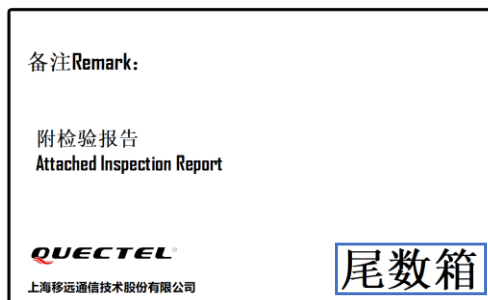 备注Remark：
附检验报告
Attached Inspection Report
QUECTEL®
上海移远通信技术股份有限公司
尾数箱